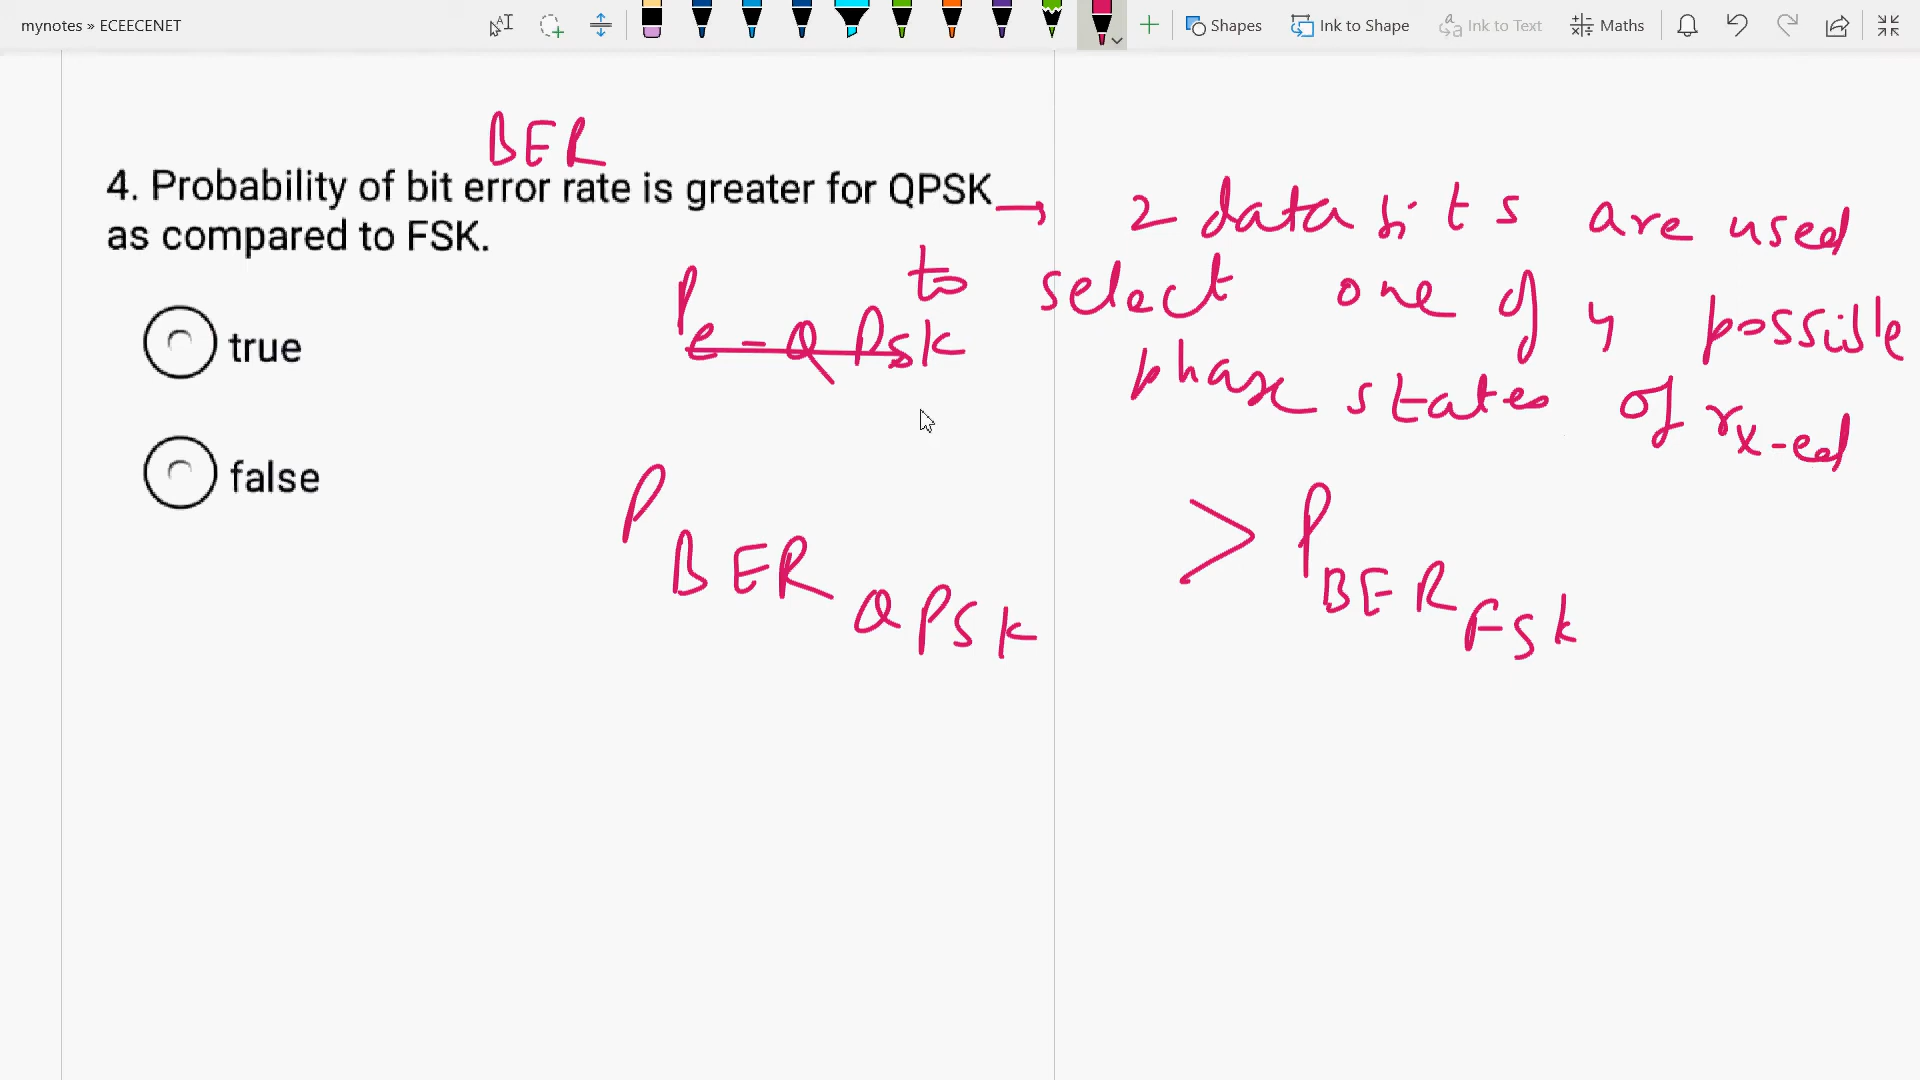 mynotes » ECEECENET
Shapes
Ink to Shape
Ink to Text
Maths
BER
4. Probability of bit error rate is greater for QPSK → 2 data bits are used
as compared to FSK.
to select one of 4 possible
Pe-QPSK
phase states of rx-ed
true
false
P BER QPSK > P BER FSK